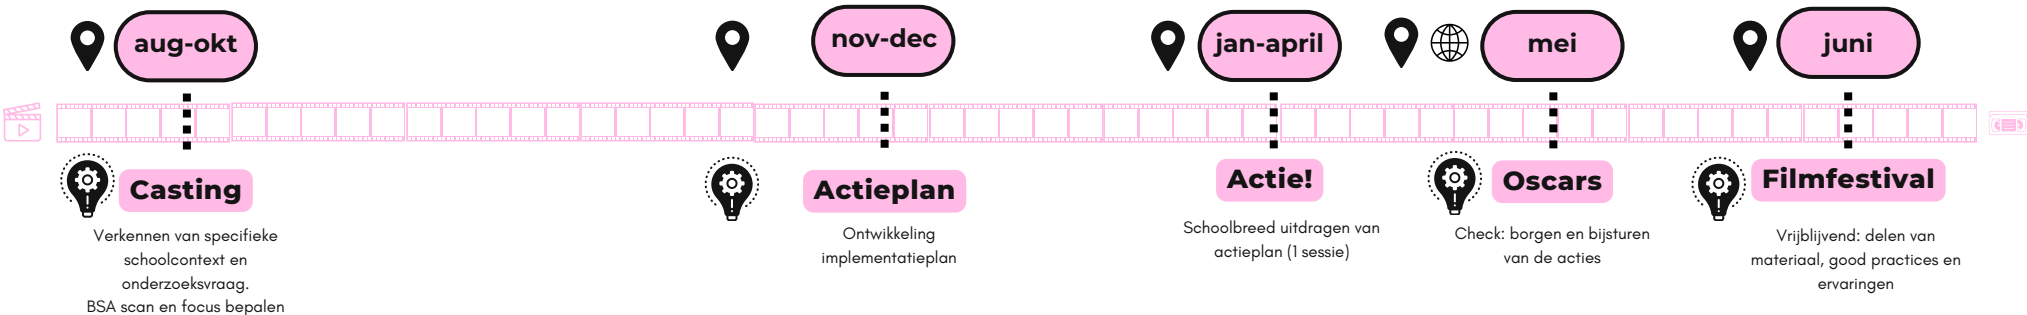 aug-okt
nov-dec
jan-april
mei
juni
Casting
Verkennen van specifieke
schoolcontext en
onderzoeksvraag.
BSA scan en focus bepalen
Actieplan
Ontwikkeling
implementatieplan
Actie!
Schoolbreed uitdragen van
actieplan (1 sessie)
Oscars
Check: borgen en bijsturen
van de acties
Filmfestival
Vrijblijvend: delen van
materiaal, good practices en
ervaringen